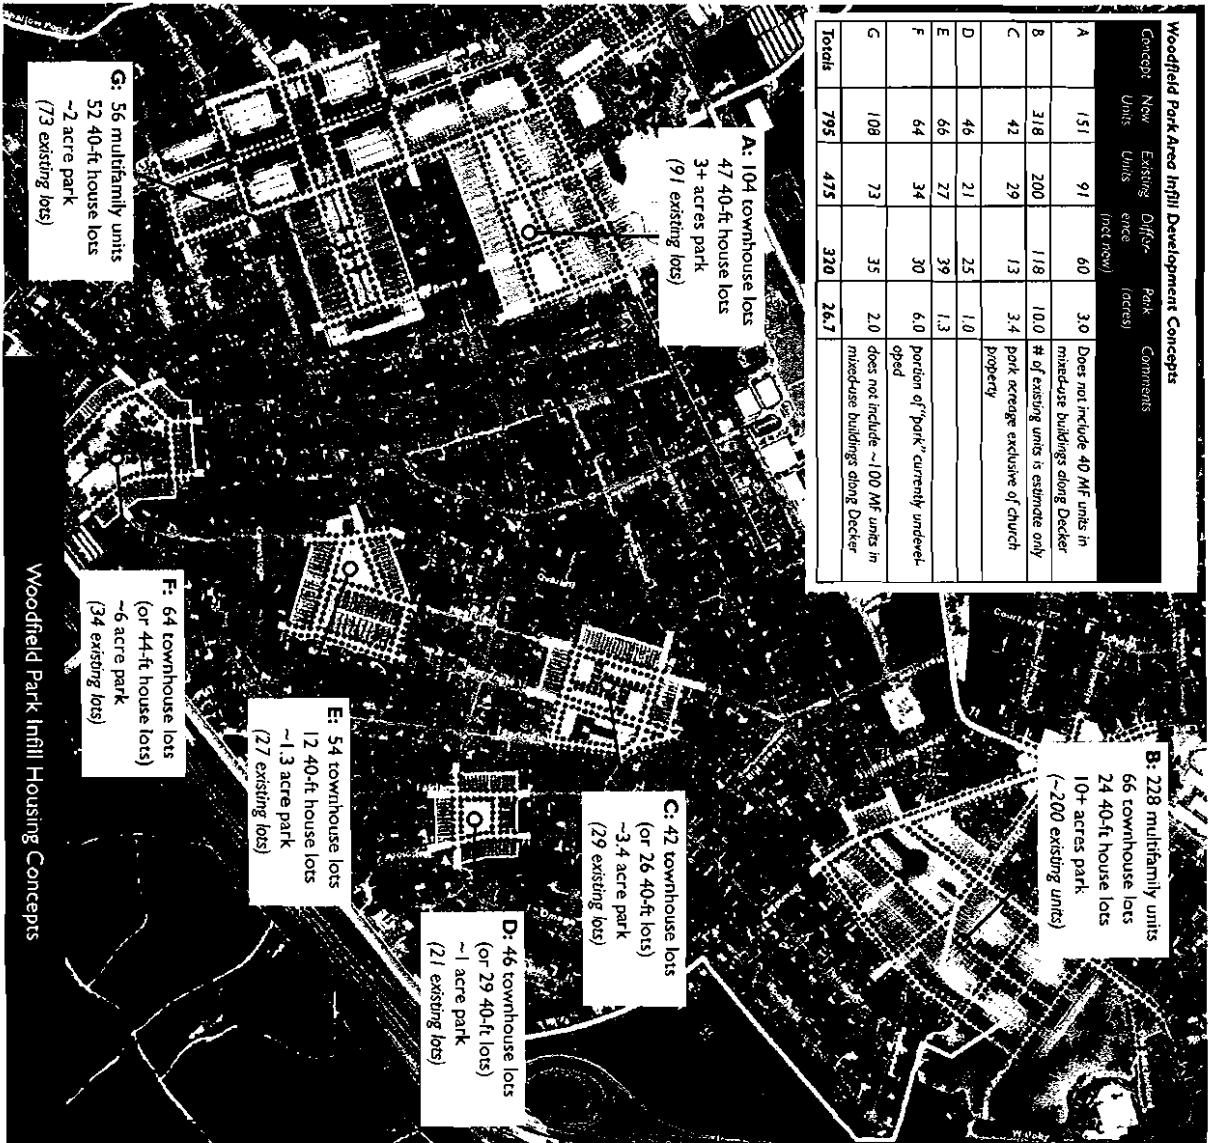 Woodfield Park Area Infill Development Concepts
Concept New Units Existing Units Differ-ence (net new) Park (acres) Comments
A 151 91 60 3.0 Does not include 40 MF units in mixed-use buildings along Decker
B 318 200 118 10.0 # of existing units is estimate only
C 42 29 13 3.4 park acreage exclusive of church property
D 46 21 25 1.0
E 66 27 39 1.3
F 64 34 30 6.0 portion of "park" currently undevel-oped
G 108 73 35 2.0 does not include ~100 MF units in mixed-use buildings along Decker
Totals 795 475 320 26.7
A: 104 townhouse lots
47 40-ft house lots
3+ acres park
(91 existing lots)
B: 228 multifamily units
66 townhouse lots
24 40-ft house lots
10+ acres park
(~200 existing units)
C: 42 townhouse lots
(or 26 40-ft lots)
~3.4 acre park
(29 existing lots)
D: 46 townhouse lots
(or 29 40-ft lots)
~1 acre park
(21 existing lots)
E: 54 townhouse lots
12 40-ft house lots
~1.3 acre park
(27 existing lots)
F: 64 townhouse lots
(or 44-ft house lots)
~6 acre park
(34 existing lots)
G: 56 multifamily units
52 40-ft house lots
~2 acre park
(73 existing lots)
Woodfield Park Infill Housing Concepts